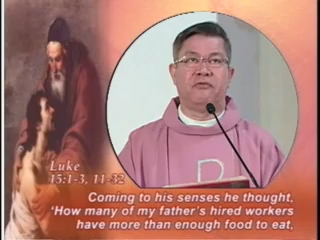 Luke
15:1-3, 11-32
Coming to his senses he thought,
'How many of my father's hired workers
have more than enough food to eat,